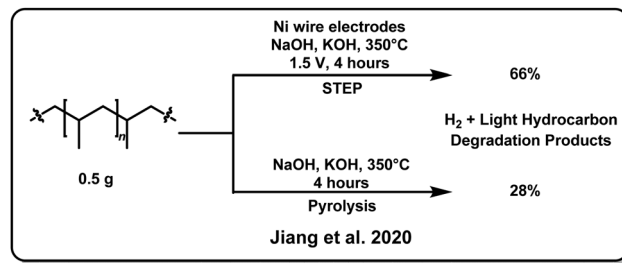 Ni wire electrodes
NaOH, KOH, 350°C
1.5 V, 4 hours
STEP
66%
n
0.5 g
H₂ + Light Hydrocarbon
Degradation Products
NaOH, KOH, 350°C
4 hours
Pyrolysis
28%
Jiang et al. 2020